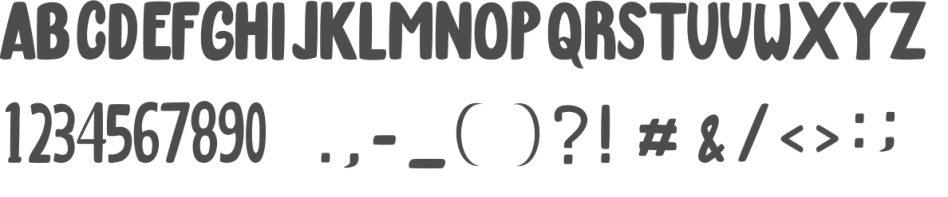 ABCDEFGHIJKLMNOPQRSTUVWXYZ
1234567890 .,-_( )?!#&/<>:;